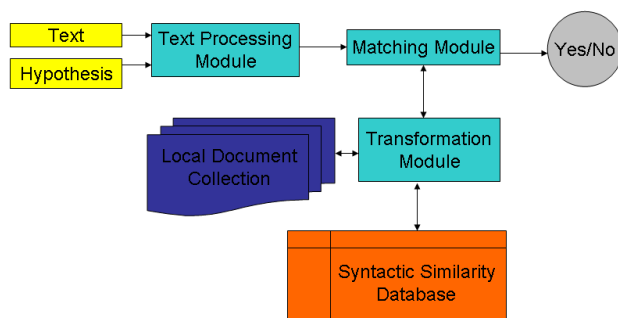 Text
Hypothesis
Text Processing
Module
Matching Module
Yes/No
Transformation
Module
Local Document
Collection
Syntactic Similarity
Database